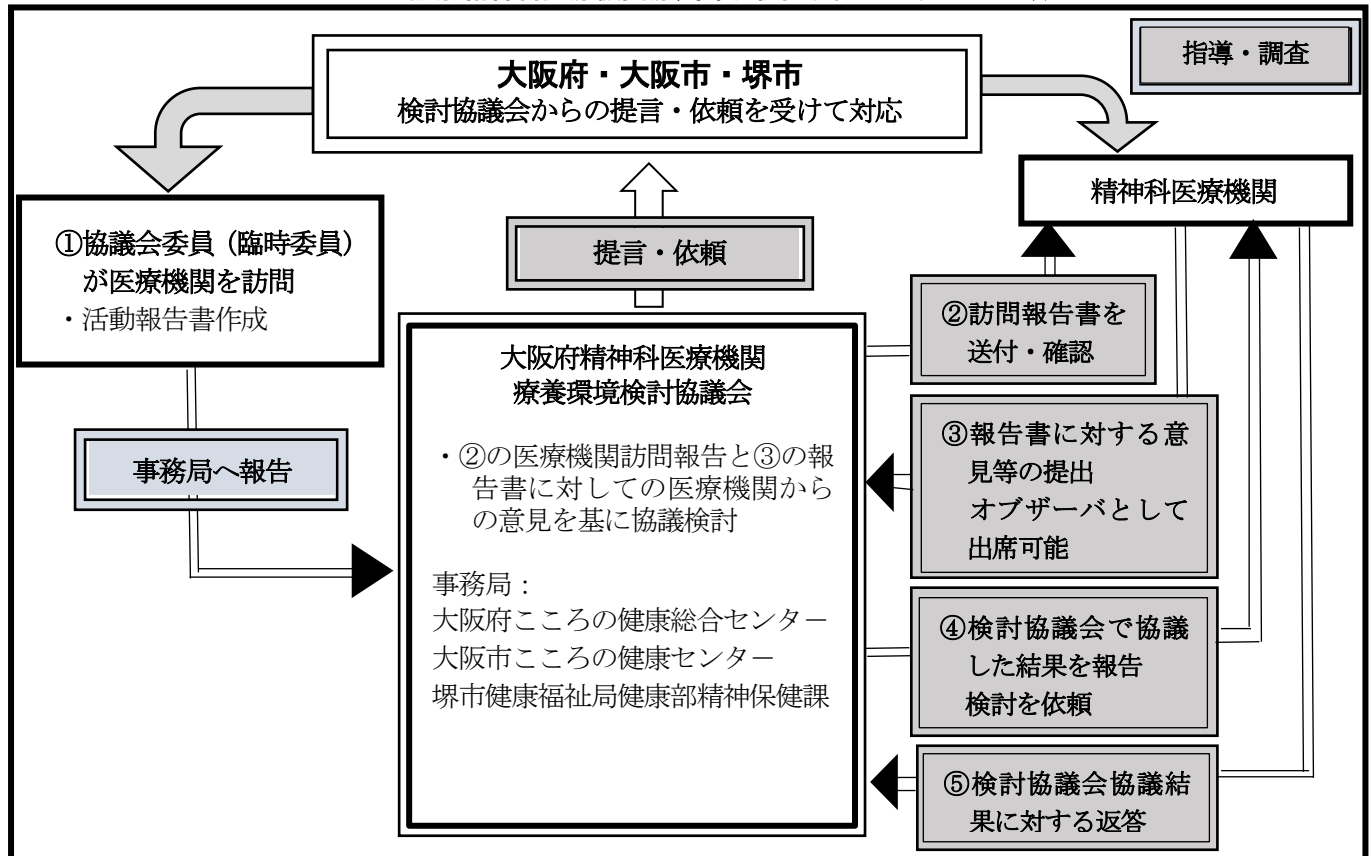 指導・調査
大阪府・大阪市・堺市
検討協議会からの提言・依頼を受けて対応
精神科医療機関
①協議会委員（臨時委員）
が医療機関を訪問
・活動報告書作成
提言・依頼
②訪問報告書を
送付・確認
大阪府精神科医療機関
療養環境検討協議会
・②の医療機関訪問報告と③の報
告書に対しての医療機関から
の意見を基に協議検討
事務局：
大阪府こころの健康総合センター
大阪市こころの健康センター
堺市健康福祉局健康部精神保健課
事務局へ報告
③報告書に対する意
見等の提出
オブザーバとして
出席可能
④検討協議会で協議
した結果を報告
検討を依頼
⑤検討協議会協議結
果に対する返答